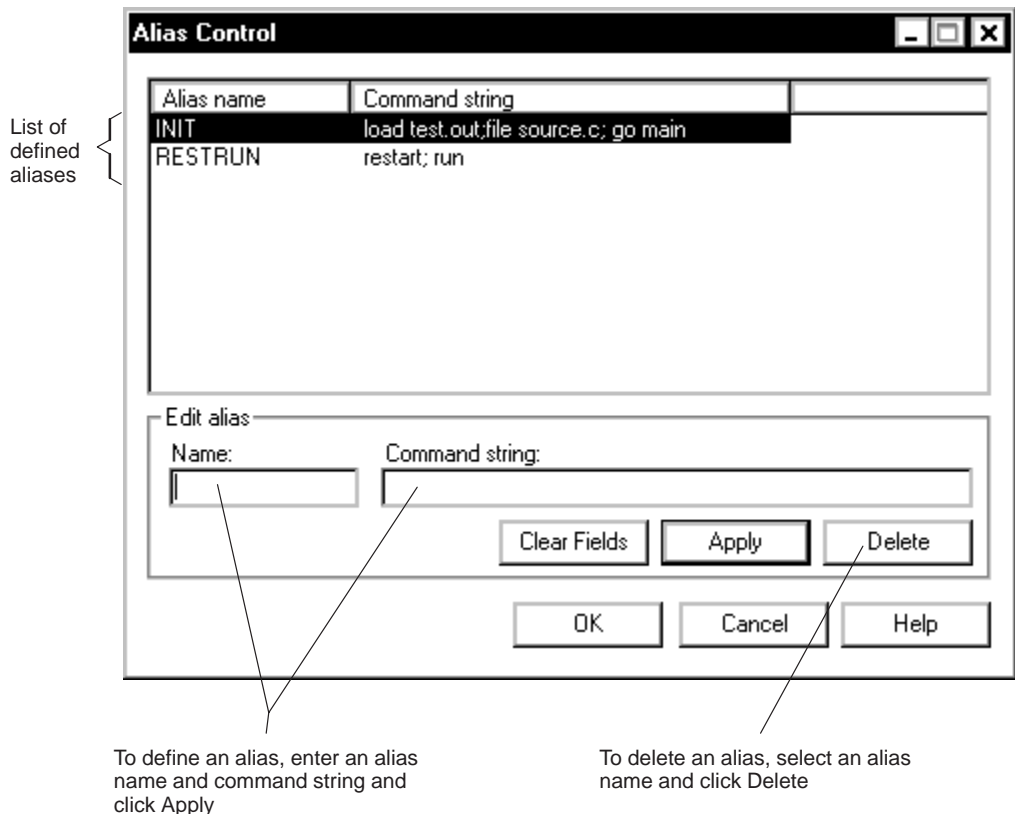 Alias Control
List of
defined
aliases
Alias name Command string
INIT load test.out;file source.c; go main
RESTRUN restart; run
Edit alias
Name: Command string:
Clear Fields Apply Delete
OK Cancel Help
To define an alias, enter an alias
name and command string and
click Apply
To delete an alias, select an alias
name and click Delete